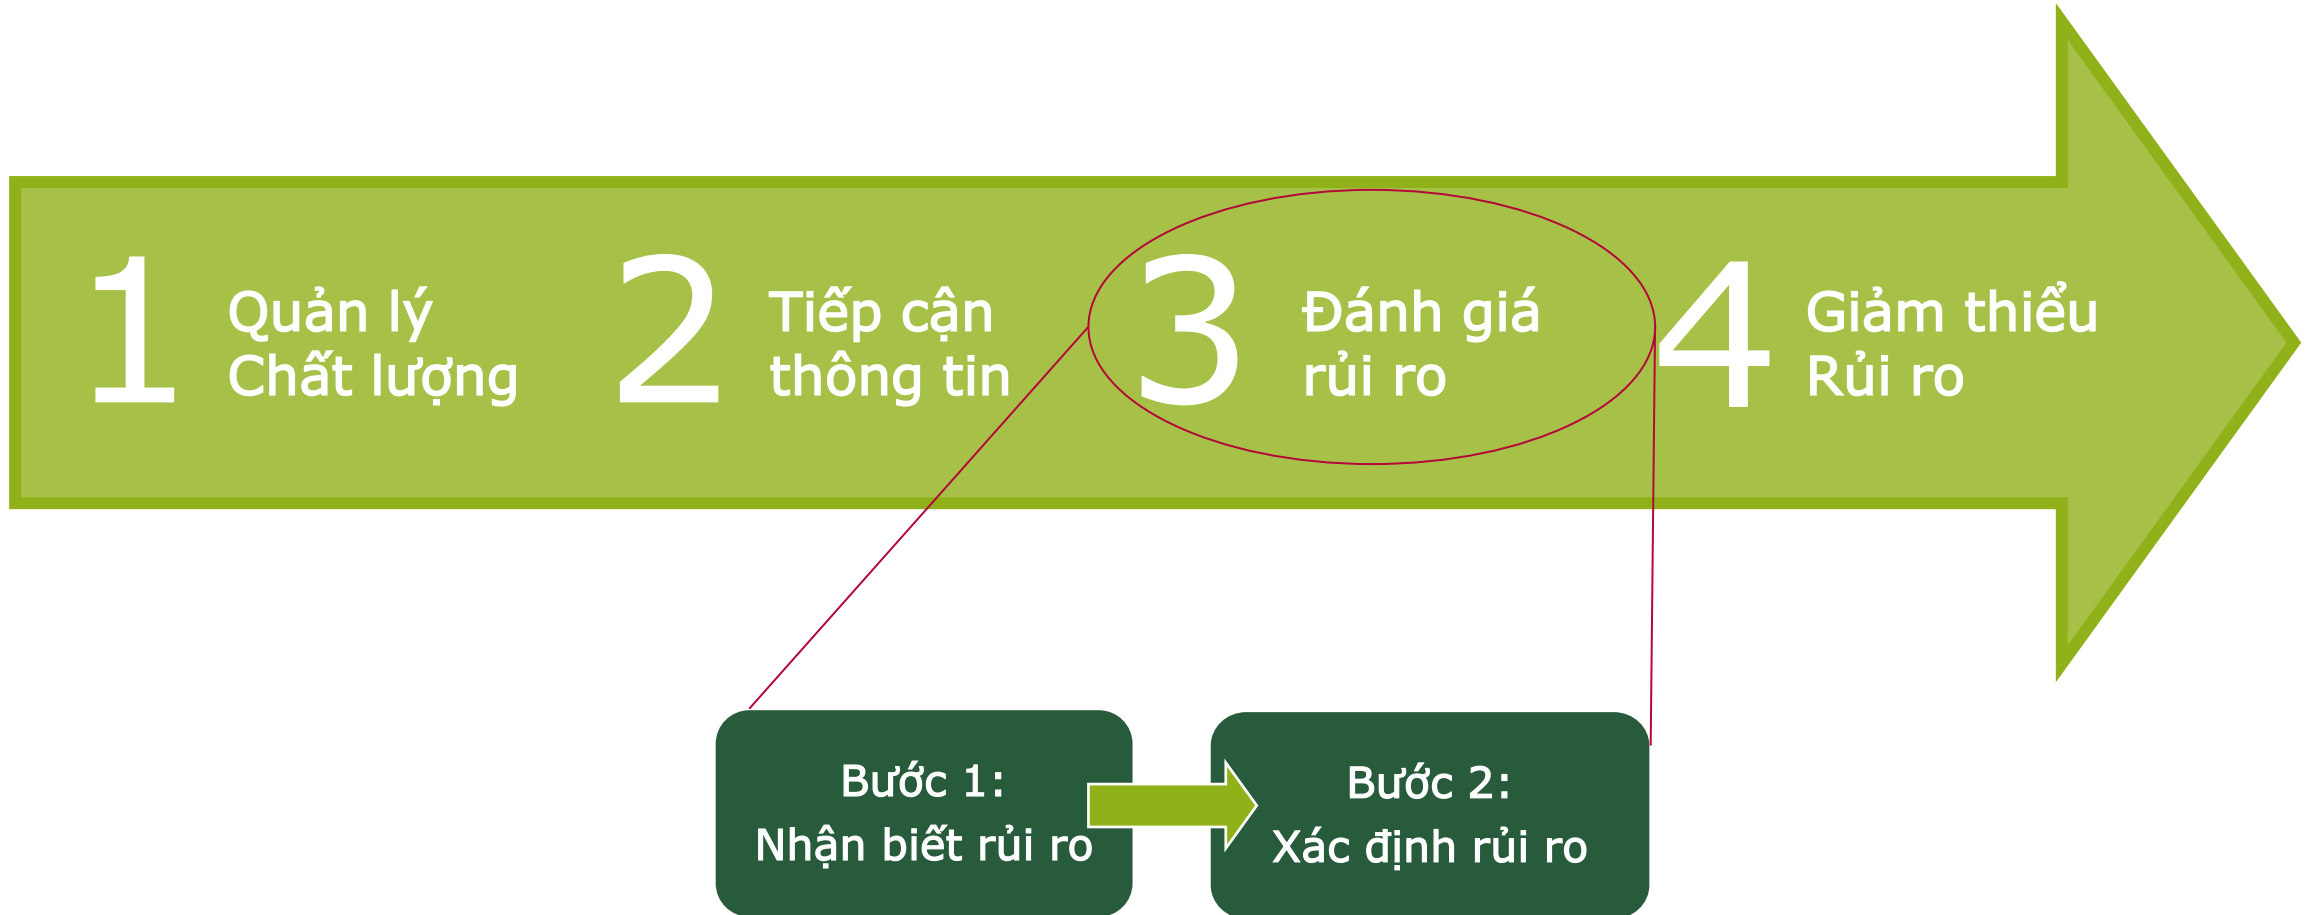 1
Quản lý
Chất lượng
2
Tiếp cận
thông tin
3
Đánh giá
rủi ro
4
Giảm thiểu
Rủi ro
Bước 1:
Nhận biết rủi ro
Bước 2:
Xác định rủi ro